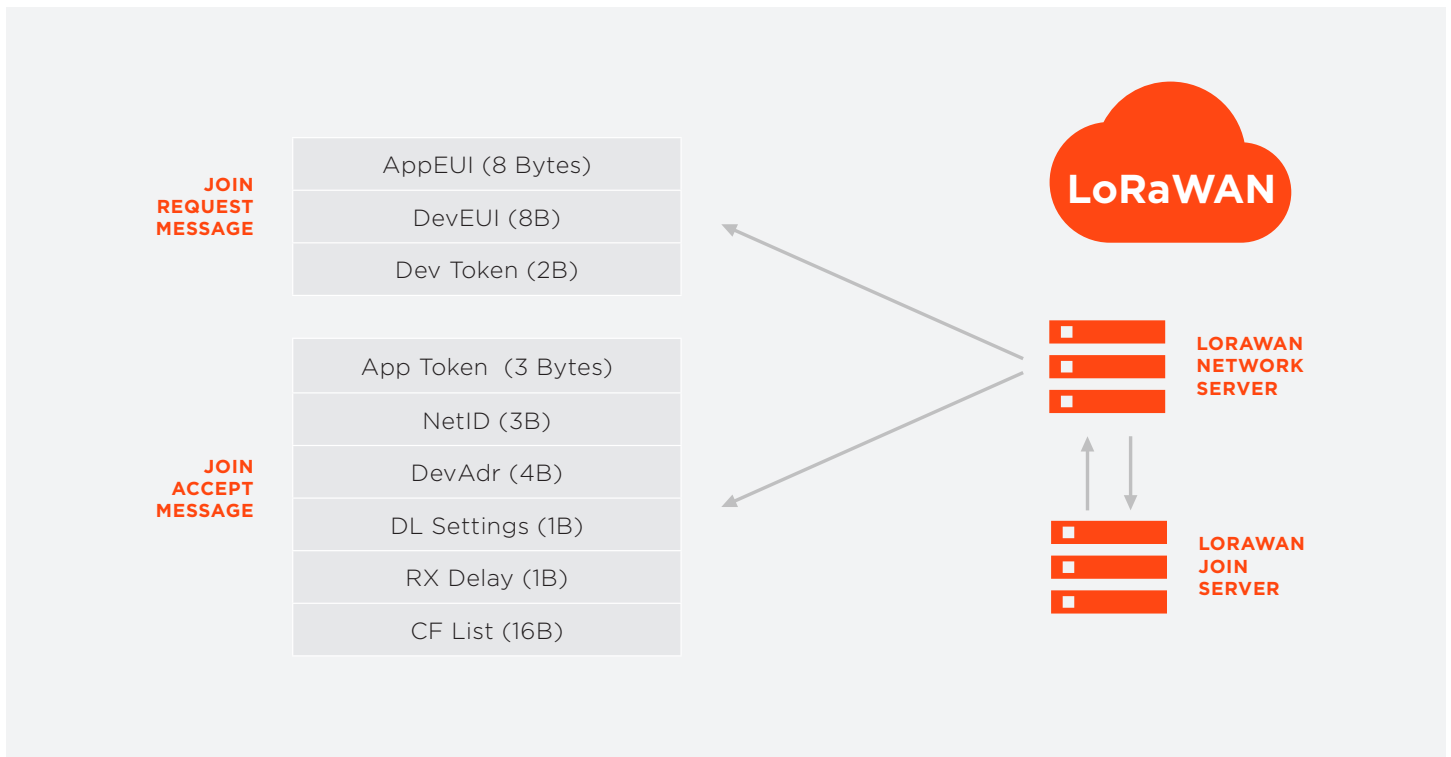 JOIN
REQUEST
MESSAGE
AppEUI (8 Bytes)
DevEUI (8B)
Dev Token (2B)
JOIN
ACCEPT
MESSAGE
App Token (3 Bytes)
NetID (3B)
DevAdr (4B)
DL Settings (1B)
RX Delay (1B)
CF List (16B)
LoRaWAN
LORAWAN
NETWORK
SERVER
LORAWAN
JOIN
SERVER